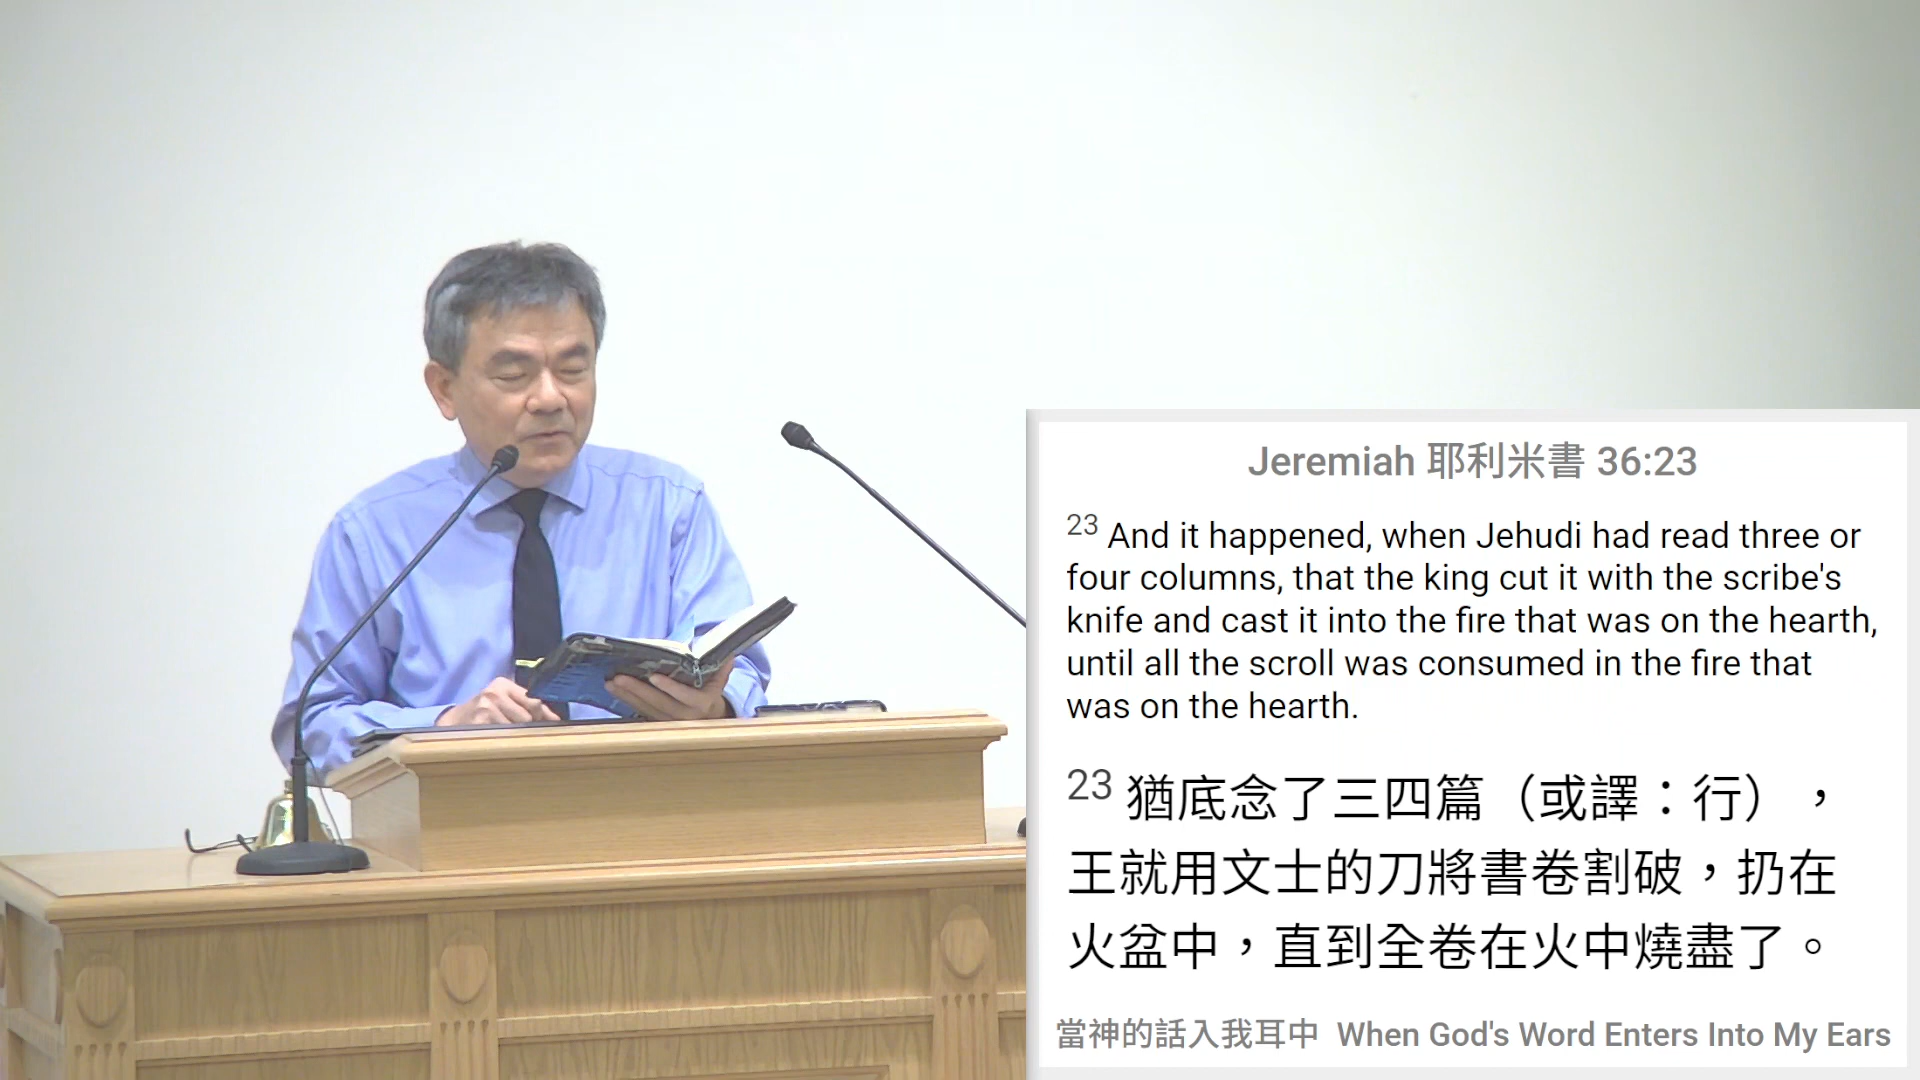 Jeremiah 耶利米書 36:23
23 And it happened, when Jehudi had read three or
four columns, that the king cut it with the scribe's
knife and cast it into the fire that was on the hearth,
until all the scroll was consumed in the fire that
was on the hearth.
23 猶底念了三四篇（或譯：行），
王就用文士的刀將書卷割破，扔在
火盆中，直到全卷在火中燒盡了。
當神的話入我耳中 When God's Word Enters Into My Ears